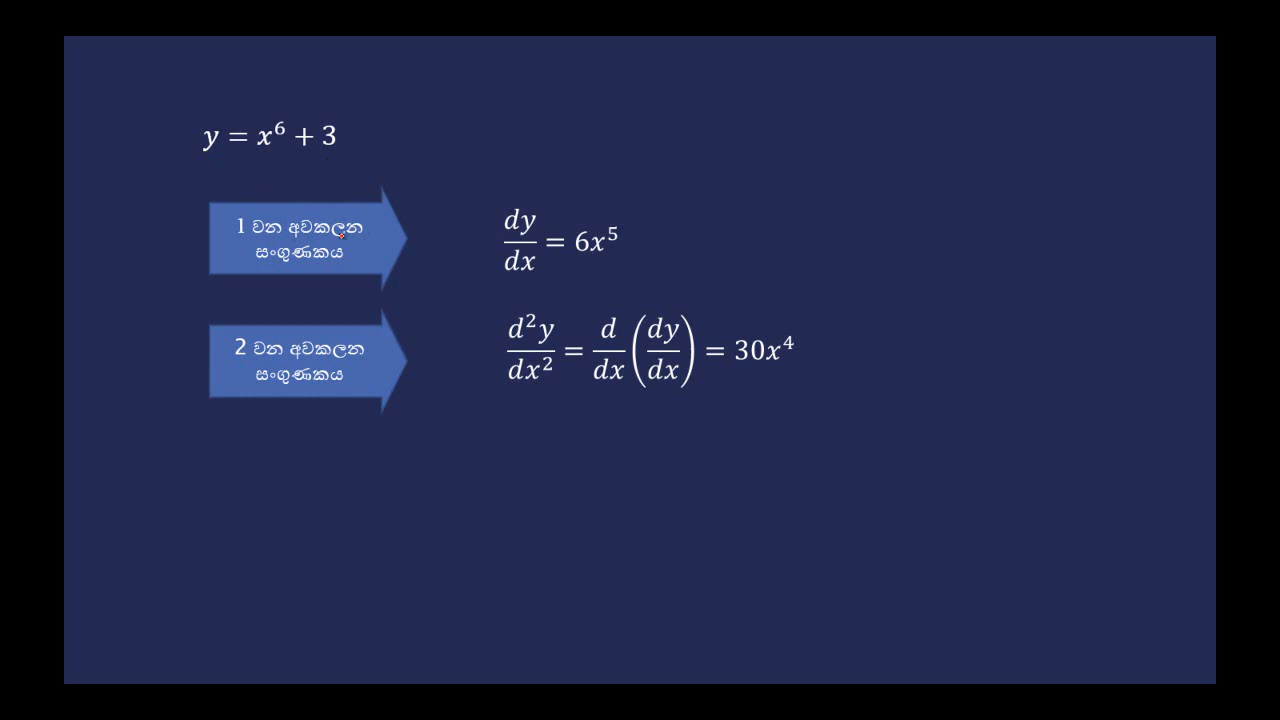 y = x⁶ + 3
1 වන අවකලන
සංගුණකය
dy/dx = 6x⁵
2 වන අවකලන
සංගුණකය
d²y/dx² = d/dx (dy/dx) = 30x⁴